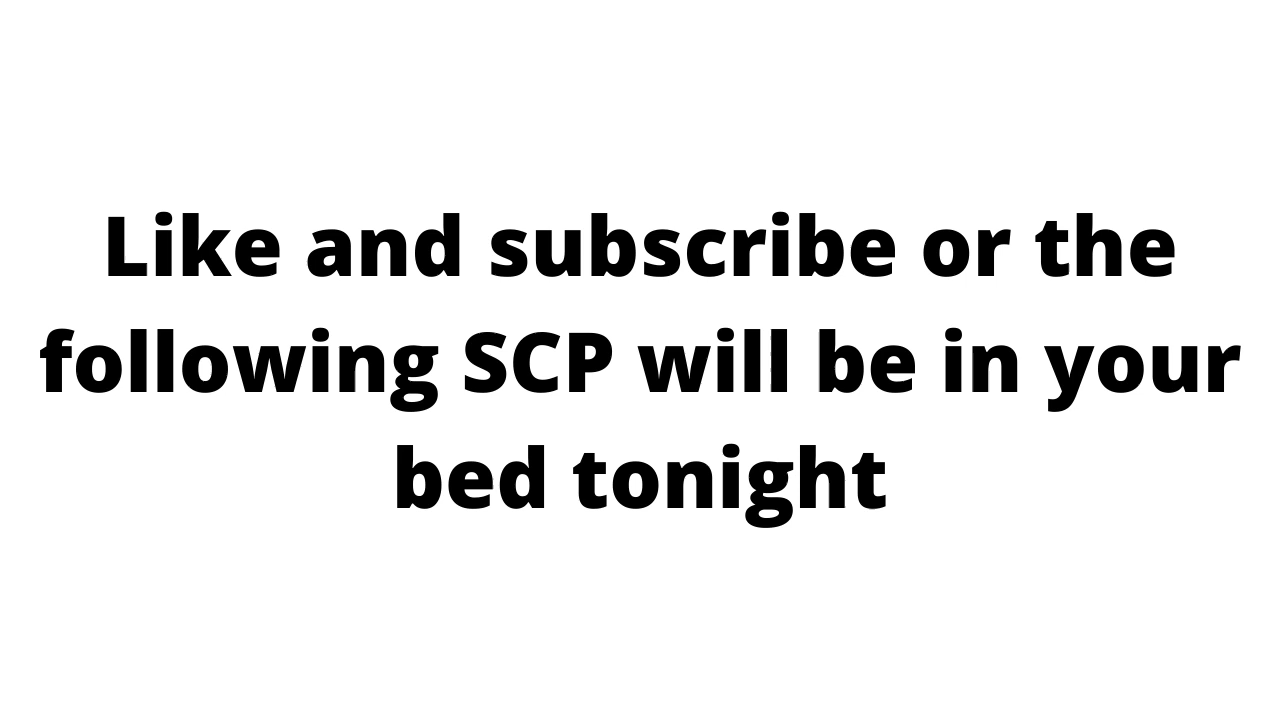 Like and subscribe or the
following SCP will be in your
bed tonight